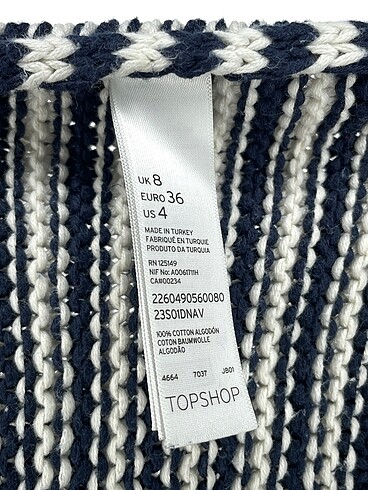 UK 8
EURO 36
US 4
MADE IN TURKEY
FABRIQUÉ EN TURQUIE
PRODUTO DA TURQUIA
RN 125149
NIF No: A0061711H
CA#00234
2260490560080
23S01DNAV
100% COTTON ALGODÓN
COTON BAUMWOLLE
ALGODÃO
4664 7037 JB01
TOPSHOP